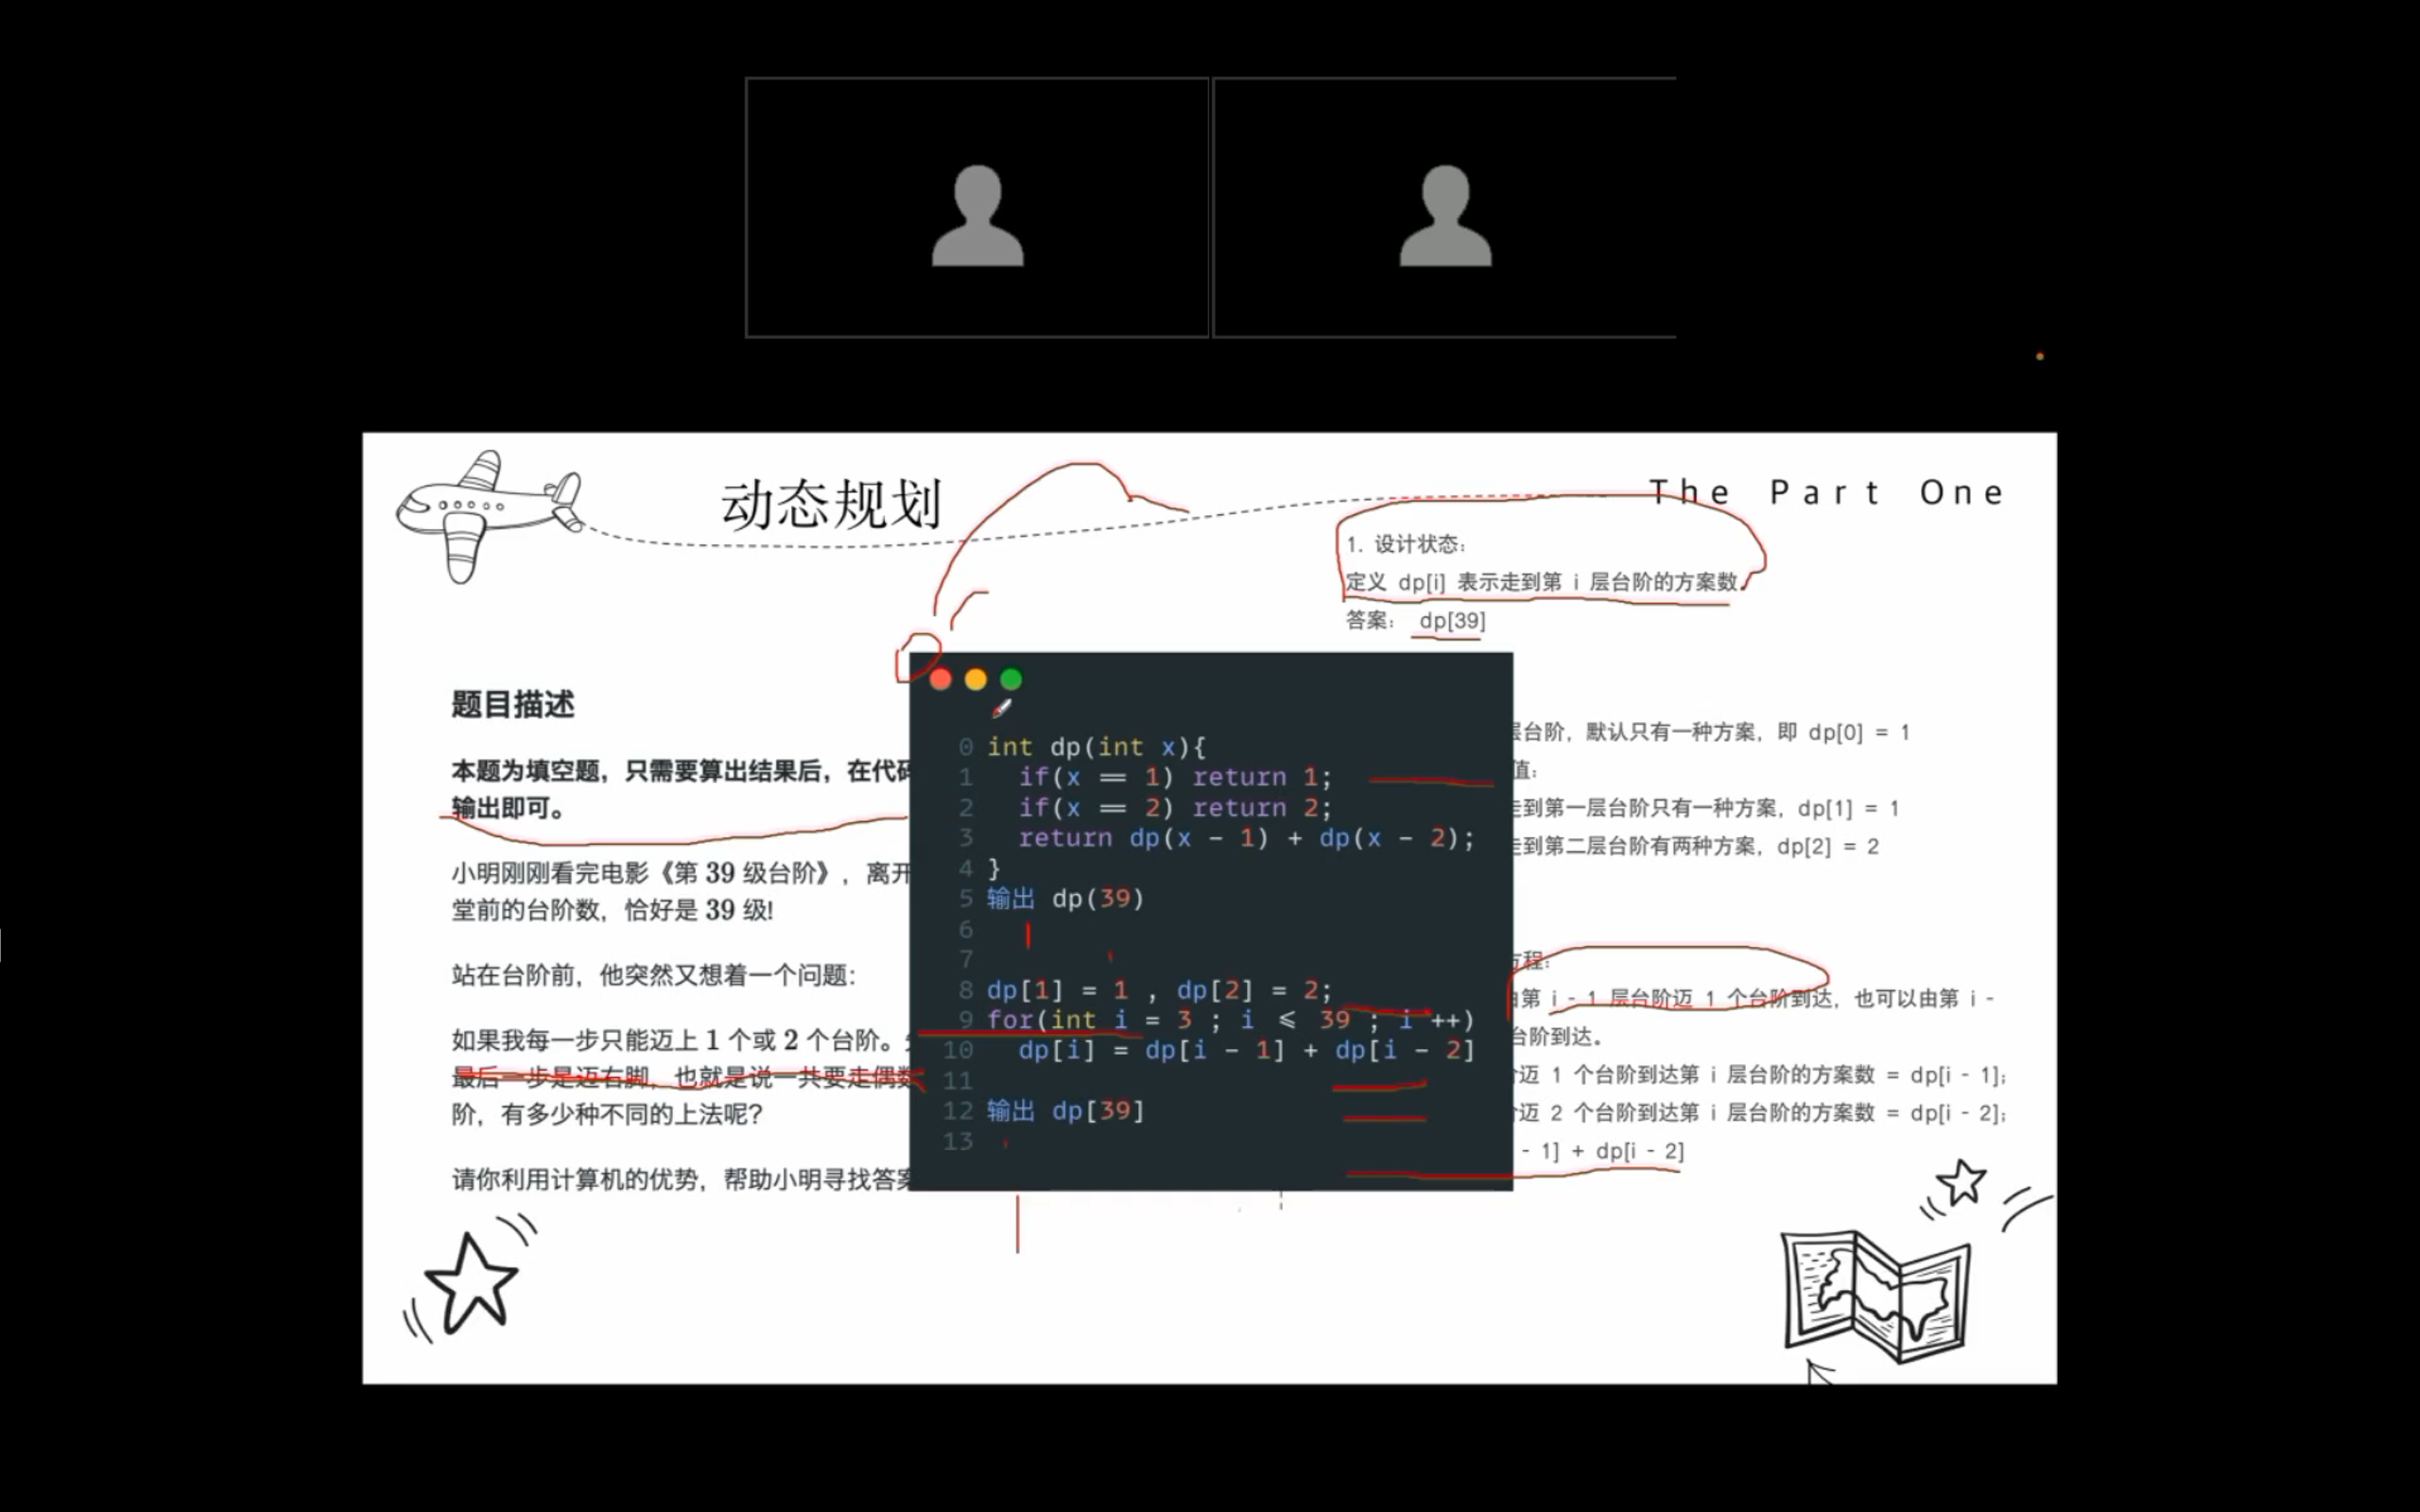 动态规划
The Part One
1. 设计状态:
定义 dp[i] 表示走到第 i 层台阶的方案数.
答案: dp[39]
题目描述
本题为填空题，只需要算出结果后，在代码
输出即可。
小明刚刚看完电影《第 39 级台阶》，离开
堂前的台阶数，恰好是 39 级!
站在台阶前，他突然又想着一个问题:
如果我每一步只能迈上 1 个或 2 个台阶。
最后一步是迈右脚，也就是说一共要走偶数
阶，有多少种不同的上法呢?
请你利用计算机的优势，帮助小明寻找答案
0 int dp(int x){
1 if(x == 1) return 1;
2 if(x == 2) return 2;
3 return dp(x - 1) + dp(x - 2);
4 }
5 输出 dp(39)
6
7
8 dp[1] = 1 , dp[2] = 2;
9 for(int i = 3 ; i <= 39 ; i ++)
10 dp[i] = dp[i - 1] + dp[i - 2]
11
12 输出 dp[39]
13
层台阶，默认只有一种方案，即 dp[0] = 1
值:
走到第一层台阶只有一种方案，dp[1] = 1
走到第二层台阶有两种方案，dp[2] = 2
方程:
由第 i - 1 层台阶迈 1 个台阶到达，也可以由第 i -
台阶到达。
阶迈 1 个台阶到达第 i 层台阶的方案数 = dp[i - 1];
阶迈 2 个台阶到达第 i 层台阶的方案数 = dp[i - 2];
- 1] + dp[i - 2]